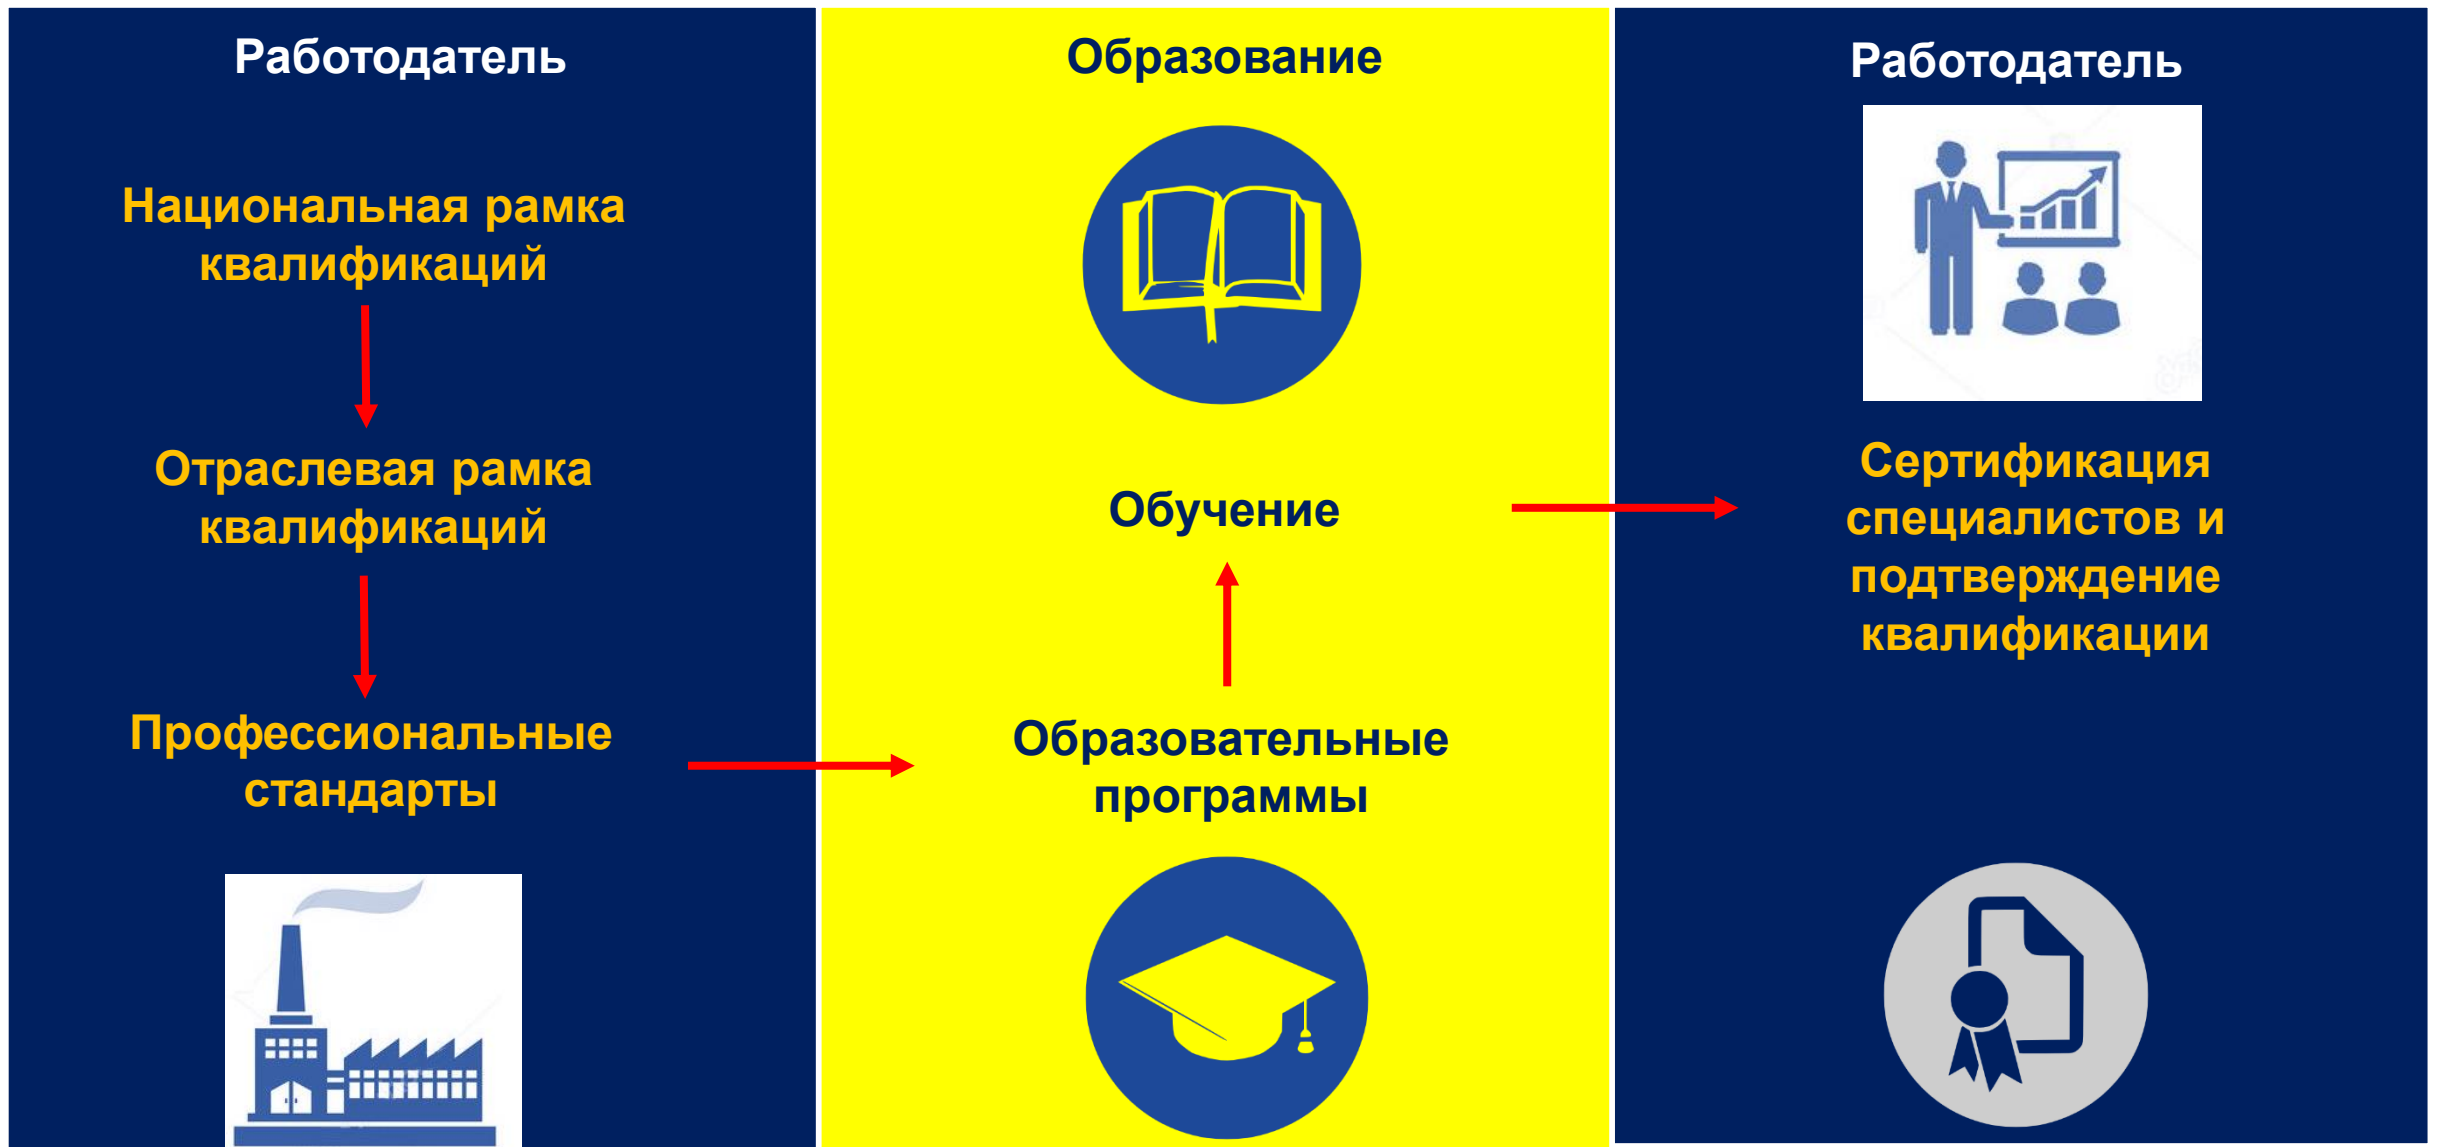 Работодатель
Национальная рамка
квалификаций
Отраслевая рамка
квалификаций
Профессиональные
стандарты
Образование
Обучение
Образовательные
программы
Работодатель
Сертификация
специалистов и
подтверждение
квалификации